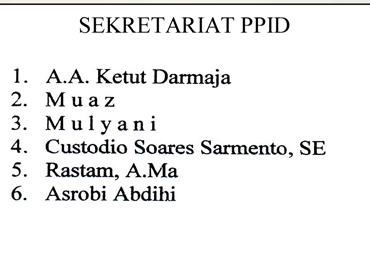 SEKRETARIAT PPID
1. A.A. Ketut Darmaja
2. M u a z
3. M u l y a n i
4. Custodio Soares Sarmento, SE
5. Rastam, A.Ma
6. Asrobi Abdihi